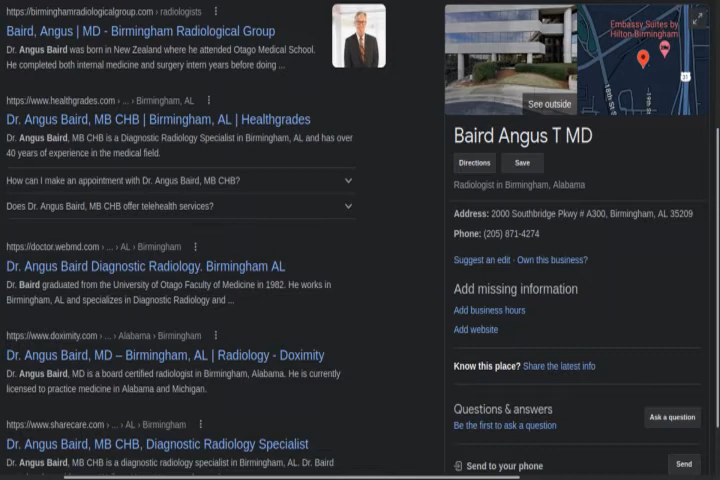 https://birminghamradiologicalgroup.com › radiologists
Baird, Angus | MD - Birmingham Radiological Group
Dr. Angus Baird was born in New Zealand where he attended Otago Medical School.
He completed both internal medicine and surgery intern years before doing ...
https://www.healthgrades.com › ... › Birmingham, AL
Dr. Angus Baird, MB CHB | Birmingham, AL | Healthgrades
Dr. Angus Baird, MB CHB is a Diagnostic Radiology Specialist in Birmingham, AL and has over
40 years of experience in the medical field.
How can I make an appointment with Dr. Angus Baird, MB CHB?
Does Dr. Angus Baird, MB CHB offer telehealth services?
https://doctor.webmd.com › ... › AL › Birmingham
Dr. Angus Baird Diagnostic Radiology. Birmingham AL
Dr. Baird graduated from the University of Otago Faculty of Medicine in 1982. He works in
Birmingham, AL and specializes in Diagnostic Radiology and ...
https://www.doximity.com › ... › Alabama › Birmingham
Dr. Angus Baird, MD – Birmingham, AL | Radiology - Doximity
Dr. Angus Baird, MD is a board certified radiologist in Birmingham, Alabama. He is currently
licensed to practice medicine in Alabama and Michigan.
https://www.sharecare.com › ... › AL › Birmingham
Dr. Angus Baird, MB CHB, Diagnostic Radiology Specialist
Dr. Angus Baird, MB CHB is a diagnostic radiology specialist in Birmingham, AL. Dr. Baird
See outside
Embassy Suites by
Hilton Birmingham
18th St S
19th
31
Baird Angus T MD
Directions
Save
Radiologist in Birmingham, Alabama
Address: 2000 Southbridge Pkwy # A300, Birmingham, AL 35209
Phone: (205) 871-4274
Suggest an edit · Own this business?
Add missing information
Add business hours
Add website
Know this place? Share the latest info
Questions & answers
Be the first to ask a question
Ask a question
Send to your phone
Send